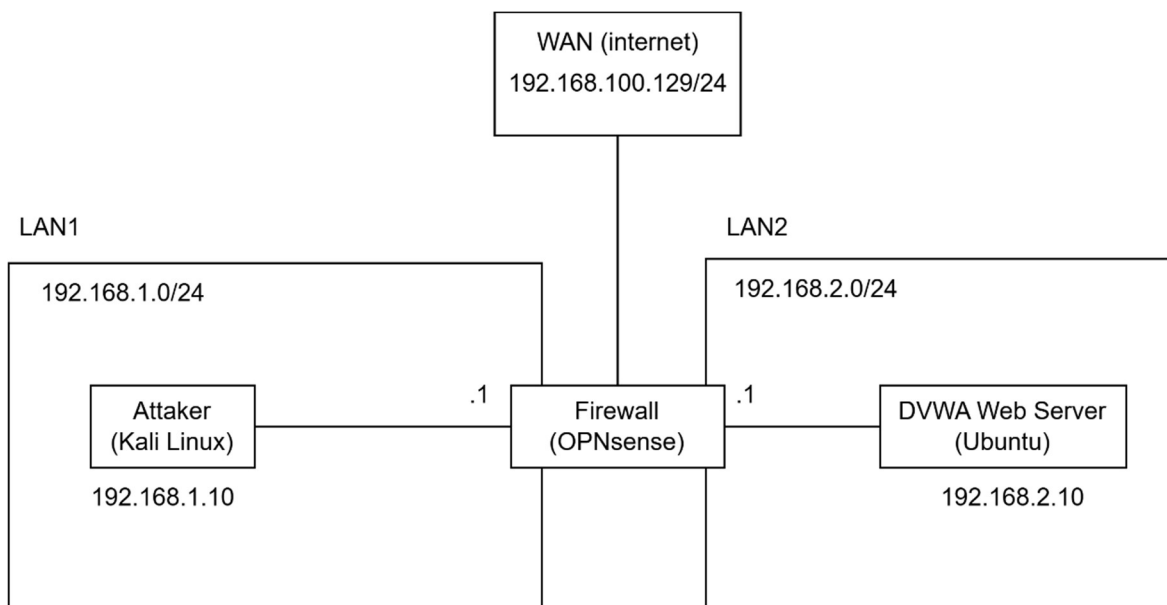 WAN (internet)
192.168.100.129/24
LAN1
LAN2
192.168.1.0/24
192.168.2.0/24
.1
.1
Attaker
(Kali Linux)
Firewall
(OPNsense)
DVWA Web Server
(Ubuntu)
192.168.1.10
192.168.2.10